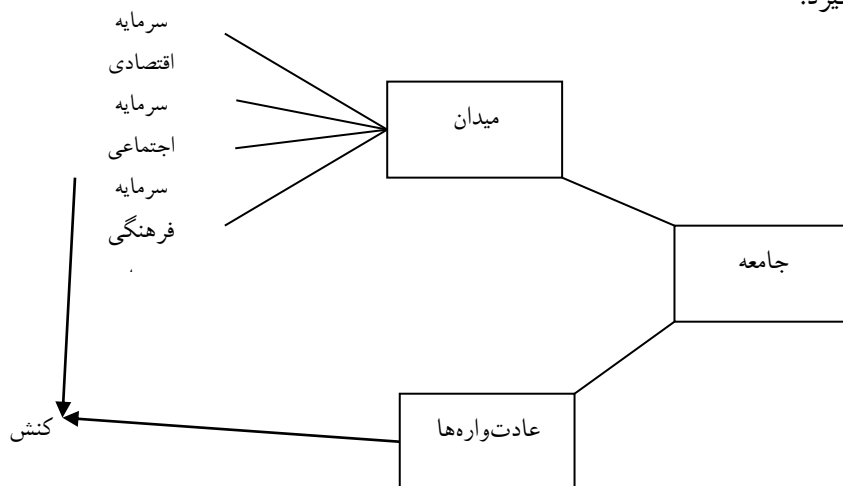 سرمایه
اقتصادی
سرمایه
اجتماعی
سرمایه
فرهنگی
میدان
جامعه
عادت‌واره‌ها
کنش